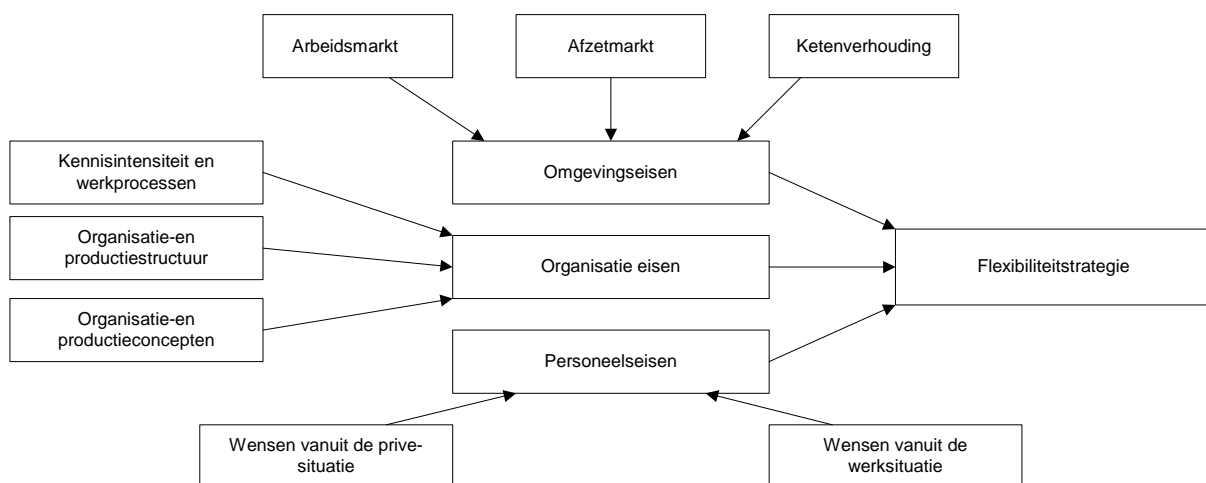 Arbeidsmarkt
Afzetmarkt
Ketenverhouding
Kennisintensiteit en
werkprocessen
Omgevingseisen
Organisatie-en
productiestructuur
Organisatie eisen
Flexibiliteitstrategie
Organisatie-en
productieconcepten
Personeelseisen
Wensen vanuit de prive-
situatie
Wensen vanuit de
werksituatie